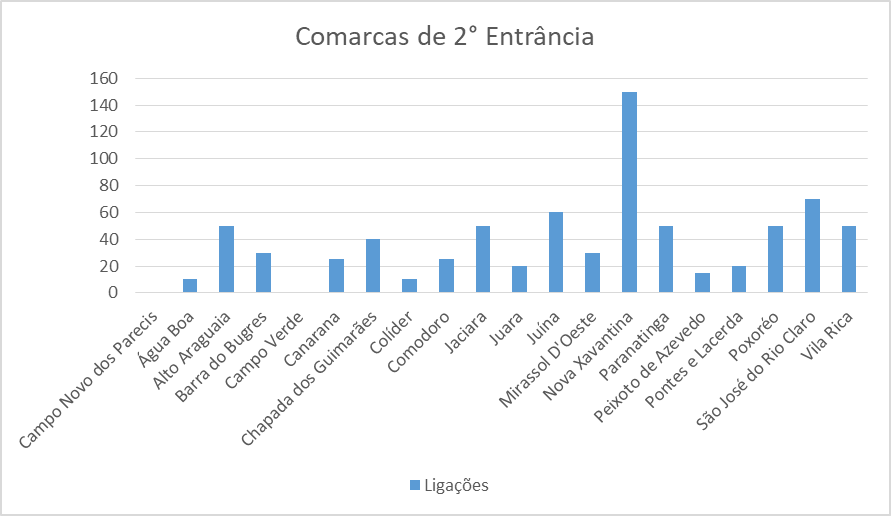 Comarcas de 2° Entrância
160
140
120
100
80
60
40
20
0
Campo Novo dos Parecis
Água Boa
Alto Araguaia
Barra do Bugres
Campo Verde
Canarana
Chapada dos Guimarães
Colíder
Comodoro
Jaciara
Juara
Juína
Mirassol D'Oeste
Nova Xavantina
Paranatinga
Peixoto de Azevedo
Pontes e Lacerda
Poxoréo
São José do Rio Claro
Vila Rica
Ligações